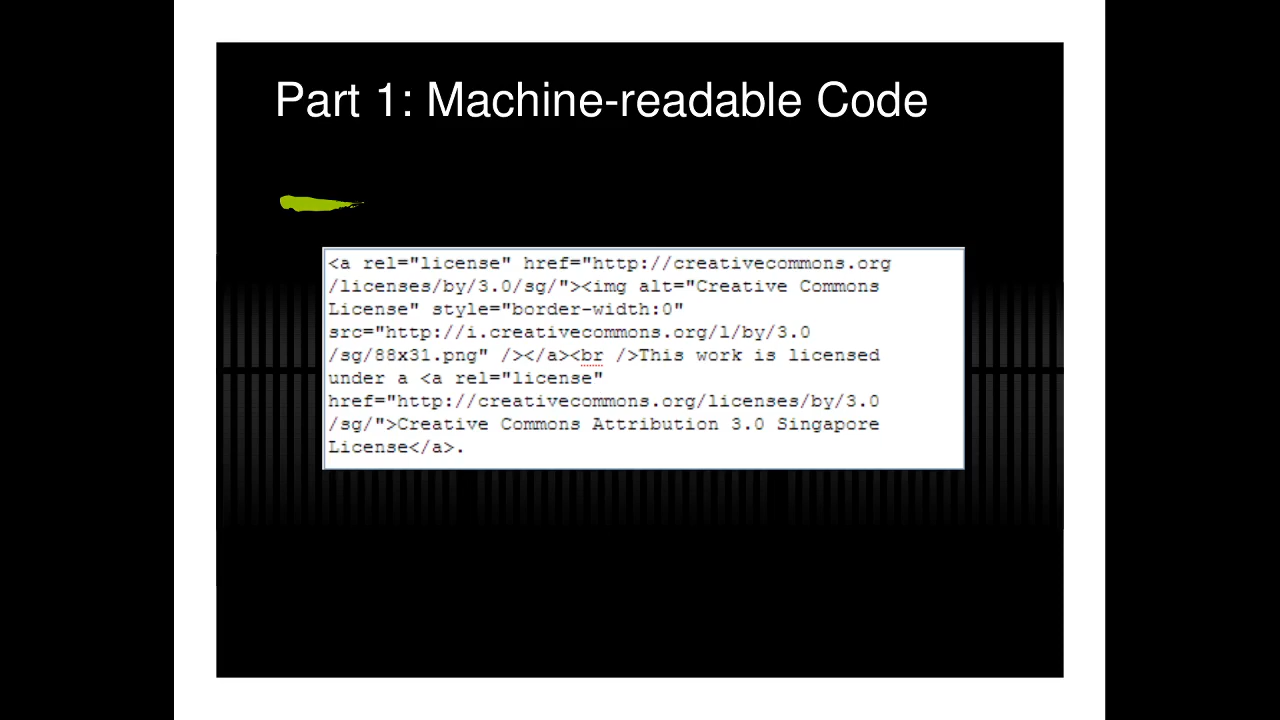 Part 1: Machine-readable Code
<a rel="license" href="http://creativecommons.org
/licenses/by/3.0/sg/"><img alt="Creative Commons
License" style="border-width:0"
src="http://i.creativecommons.org/l/by/3.0
/sg/88x31.png" /></a><br />This work is licensed
under a <a rel="license"
href="http://creativecommons.org/licenses/by/3.0
/sg/">Creative Commons Attribution 3.0 Singapore
License</a>.